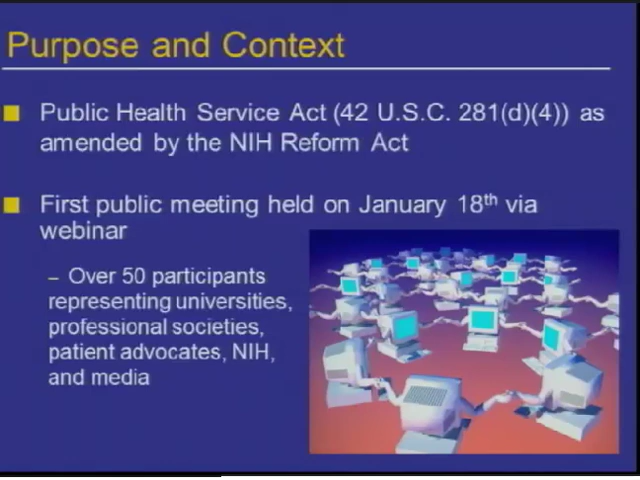 Purpose and Context
Public Health Service Act (42 U.S.C. 281(d)(4)) as
amended by the NIH Reform Act
First public meeting held on January 18th via
webinar
– Over 50 participants
representing universities,
professional societies,
patient advocates, NIH,
and media